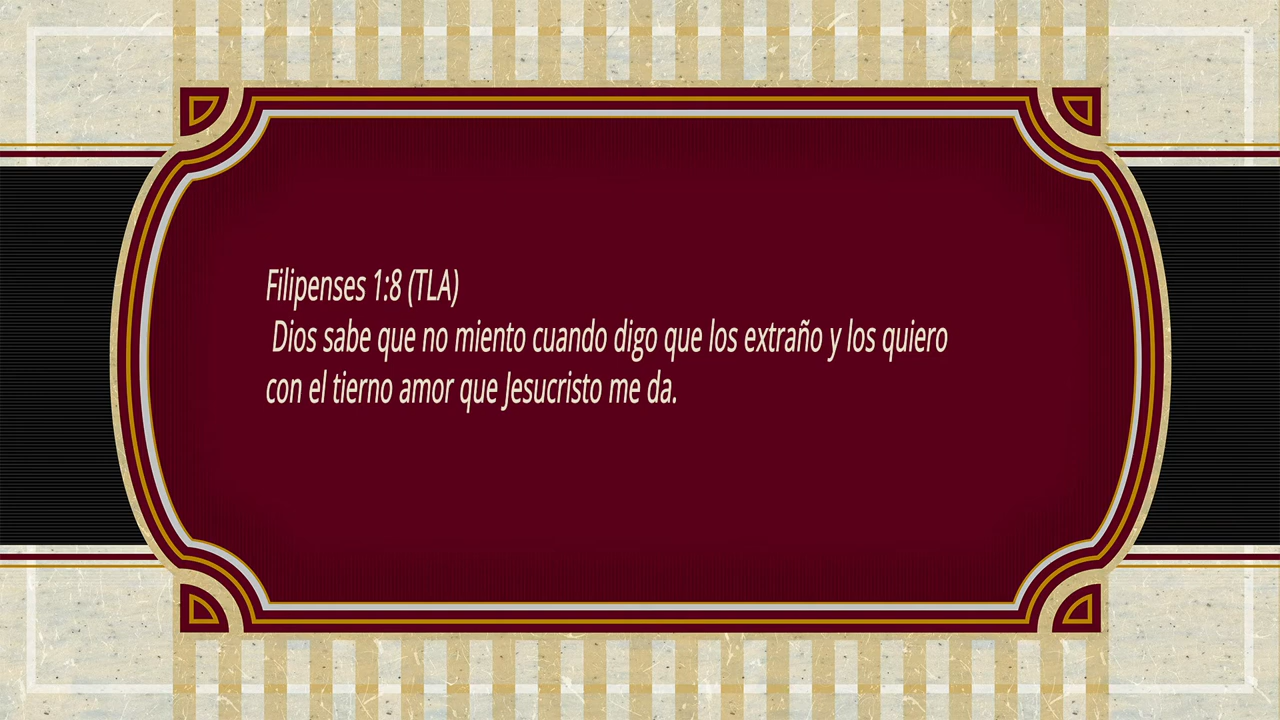 Filipenses 1:8 (TLA)
Dios sabe que no miento cuando digo que los extraño y los quiero
con el tierno amor que Jesucristo me da.